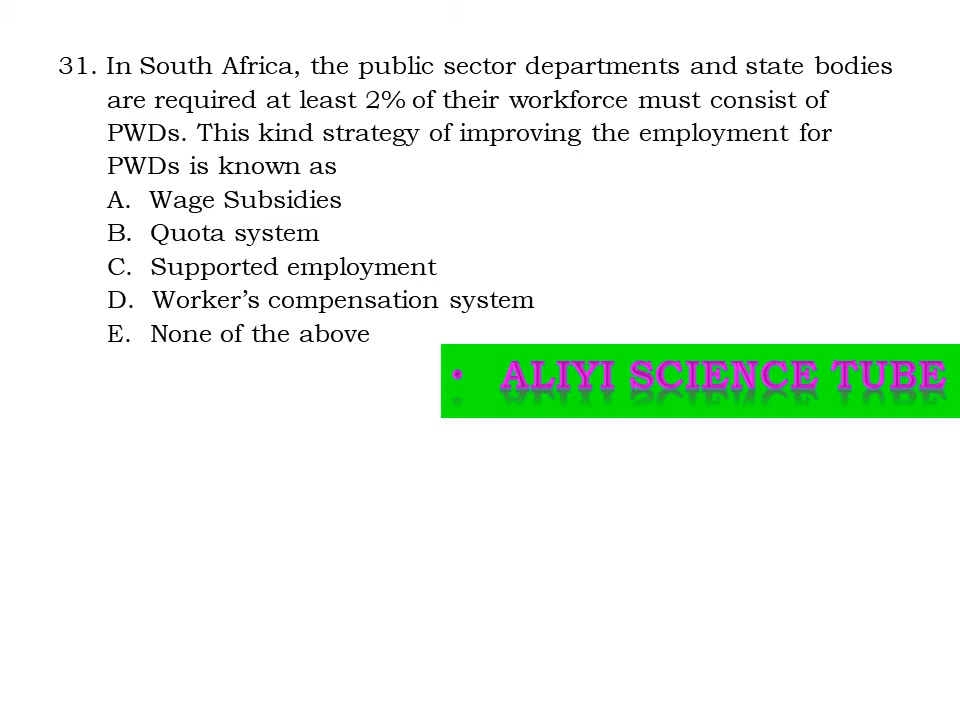 31. In South Africa, the public sector departments and state bodies
are required at least 2% of their workforce must consist of
PWDs. This kind strategy of improving the employment for
PWDs is known as
A. Wage Subsidies
B. Quota system
C. Supported employment
D. Worker’s compensation system
E. None of the above
• ALIYI SCIENCE TUBE